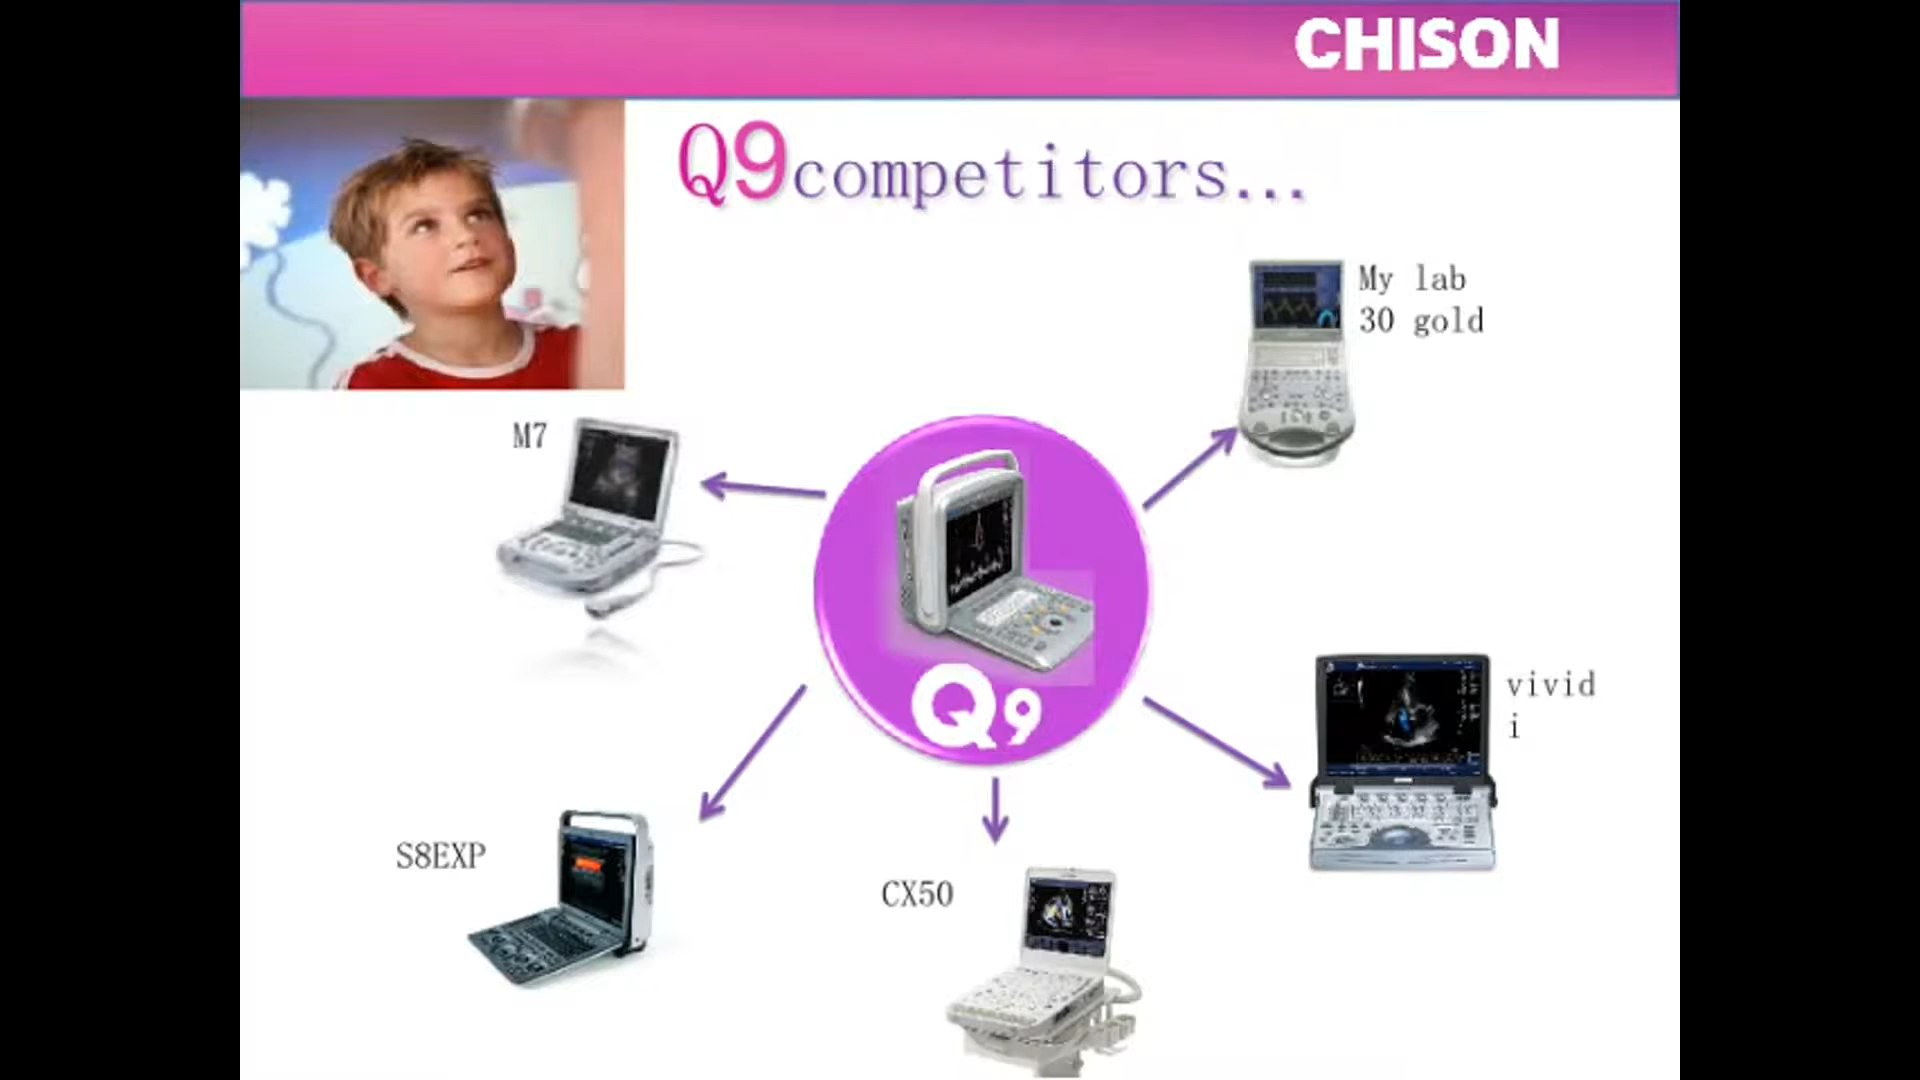 CHISON
Q9competitors...
My lab
30 gold
M7
Q9
vivid
i
S8EXP
CX50